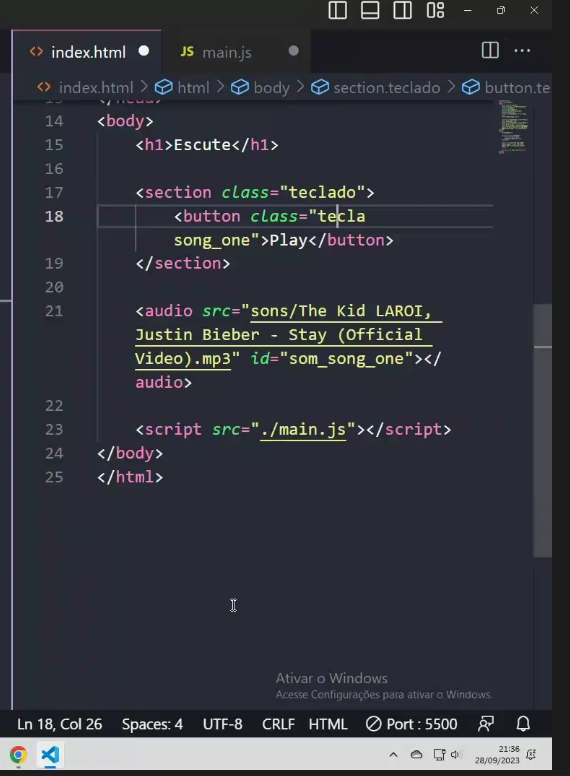 index.html
JS main.js
index.html > html > body > section.teclado > button.te
14 <body>
15 <h1>Escute</h1>
16
17 <section class="teclado">
18 <button class="tecla
song_one">Play</button>
19 </section>
20
21 <audio src="sons/The Kid LAROI,
Justin Bieber - Stay (Official
Video).mp3" id="som_song_one"></
audio>
22
23 <script src="./main.js"></script>
24 </body>
25 </html>
Ativar o Windows
Acesse Configurações para ativar o Windows.
Ln 18, Col 26 Spaces: 4 UTF-8 CRLF HTML Port : 5500
21:36
28/09/2023